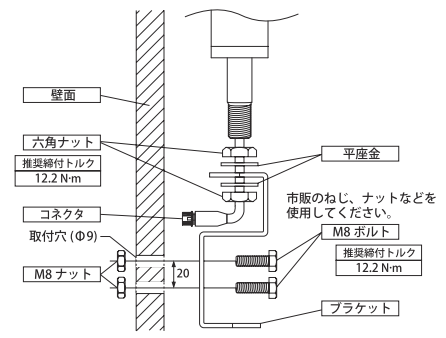 壁面
六角ナット
推奨締付トルク
12.2 N·m
平座金
市販のねじ、ナットなどを
使用してください。
コネクタ
取付穴 (Φ9)
M8 ボルト
推奨締付トルク
12.2 N·m
M8 ナット
20
ブラケット